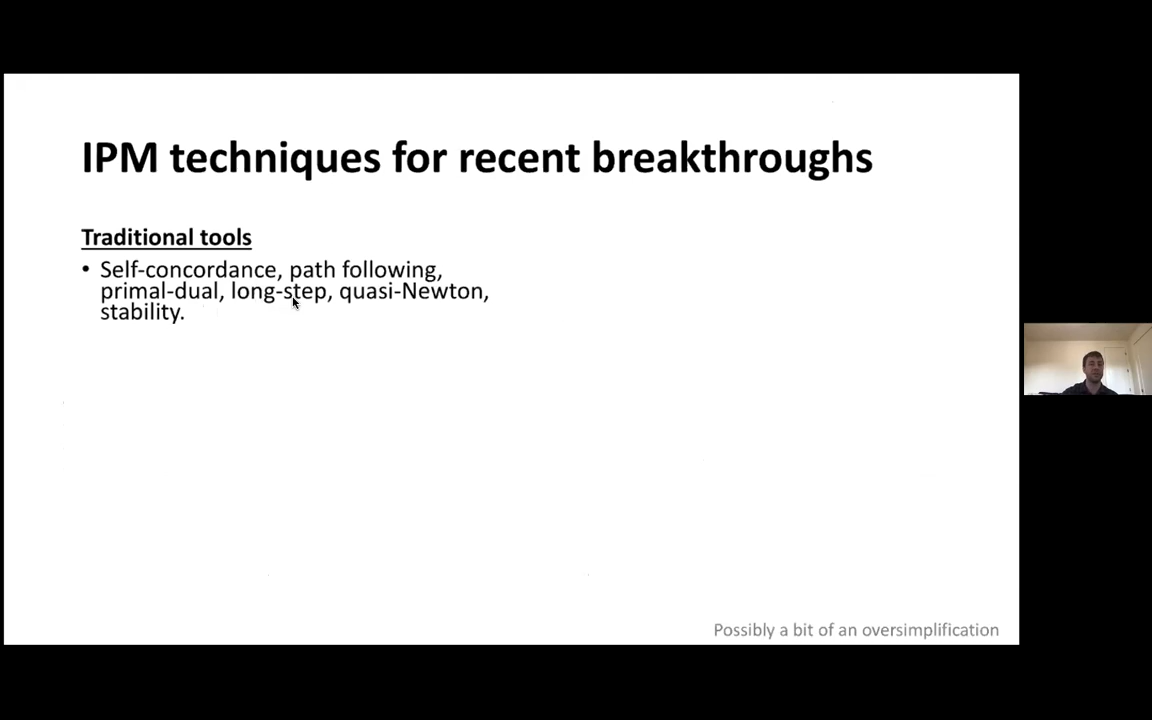 IPM techniques for recent breakthroughs
Traditional tools
• Self-concordance, path following,
primal-dual, long-step, quasi-Newton,
stability.
Possibly a bit of an oversimplification